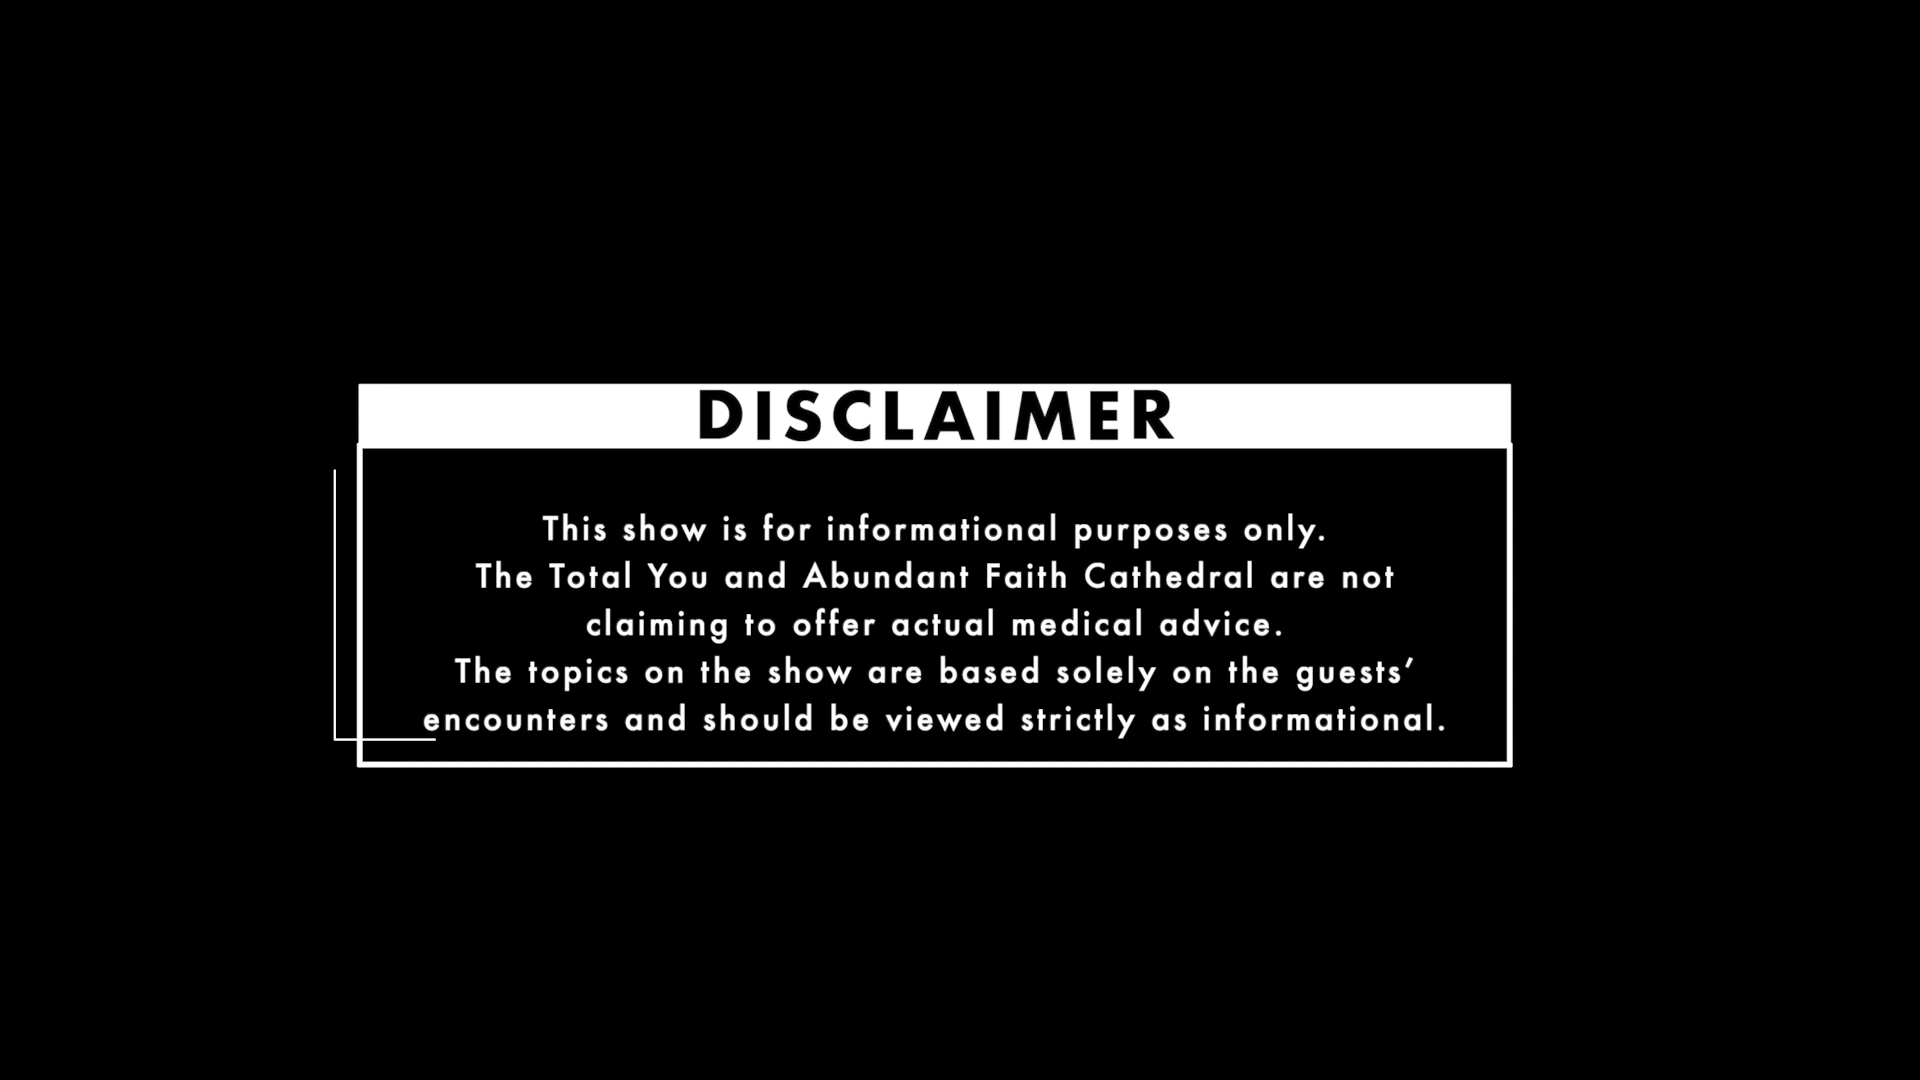 DISCLAIMER
This show is for informational purposes only.
The Total You and Abundant Faith Cathedral are not
claiming to offer actual medical advice.
The topics on the show are based solely on the guests’
encounters and should be viewed strictly as informational.